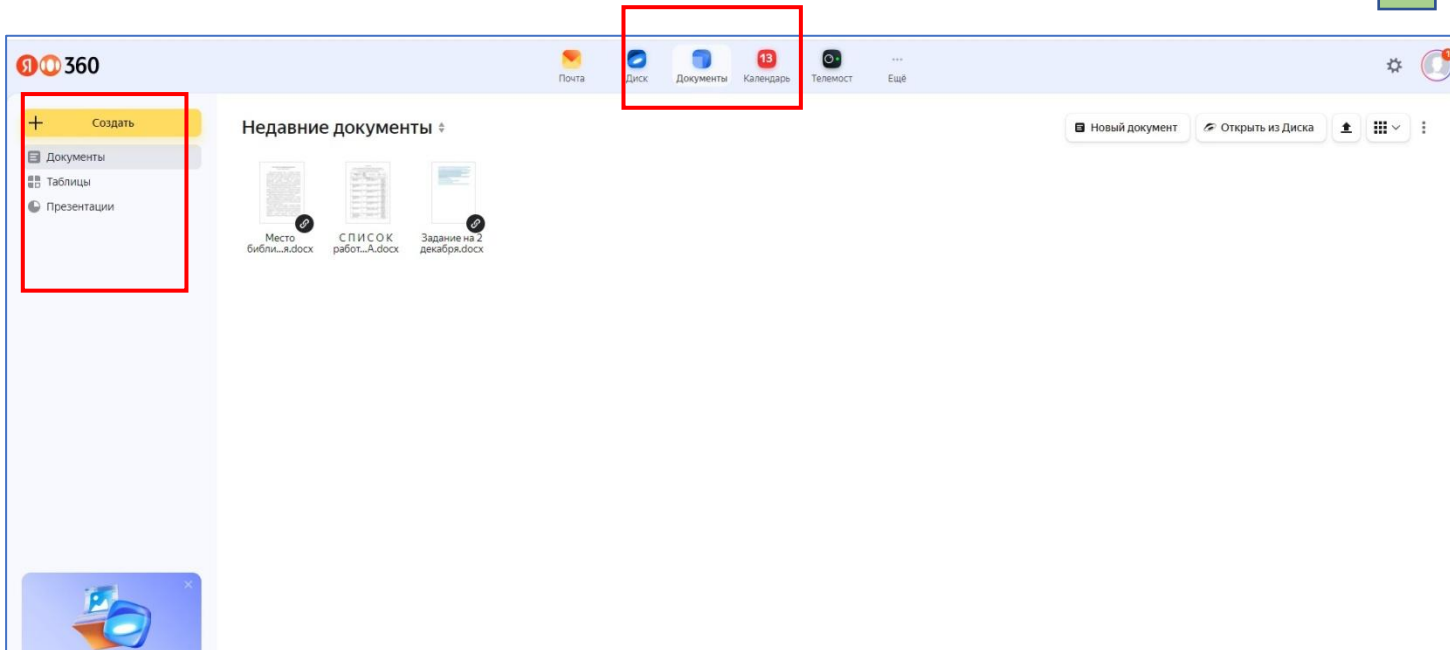 Я 360
13
Почта Диск Документы Календарь Телемост Ещё
+ Создать
Документы
Таблицы
Презентации
Недавние документы
Новый документ Открыть из Диска
Место библи...я.docx
С П И С О К работ...А.docx
Задание на 2 декабря.docx